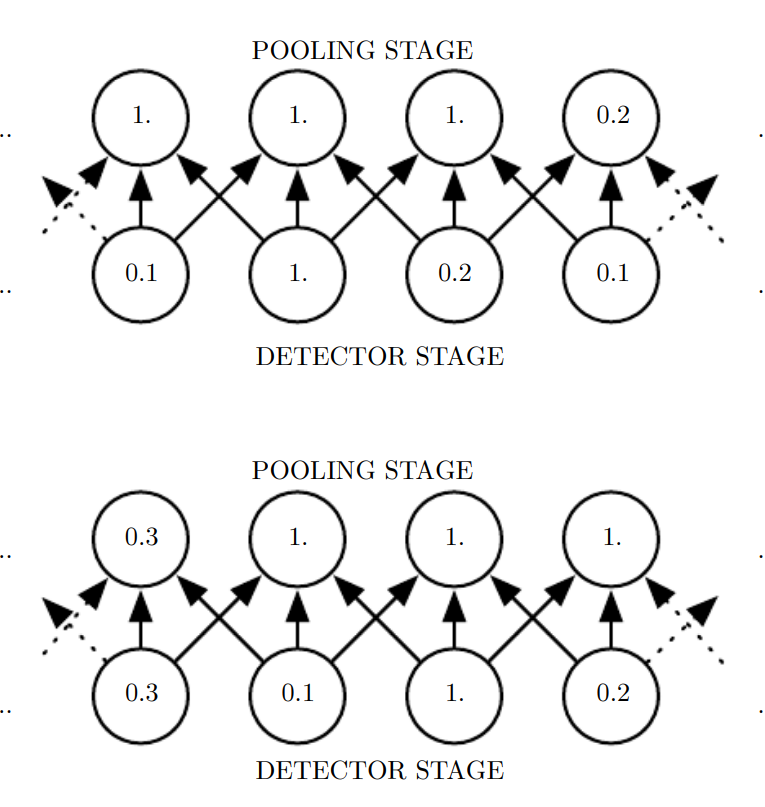 POOLING STAGE
1. 1. 1. 0.2
.. .
0.1 1. 0.2 0.1
.. .
DETECTOR STAGE
POOLING STAGE
0.3 1. 1. 1.
.. .
0.3 0.1 1. 0.2
.. .
DETECTOR STAGE